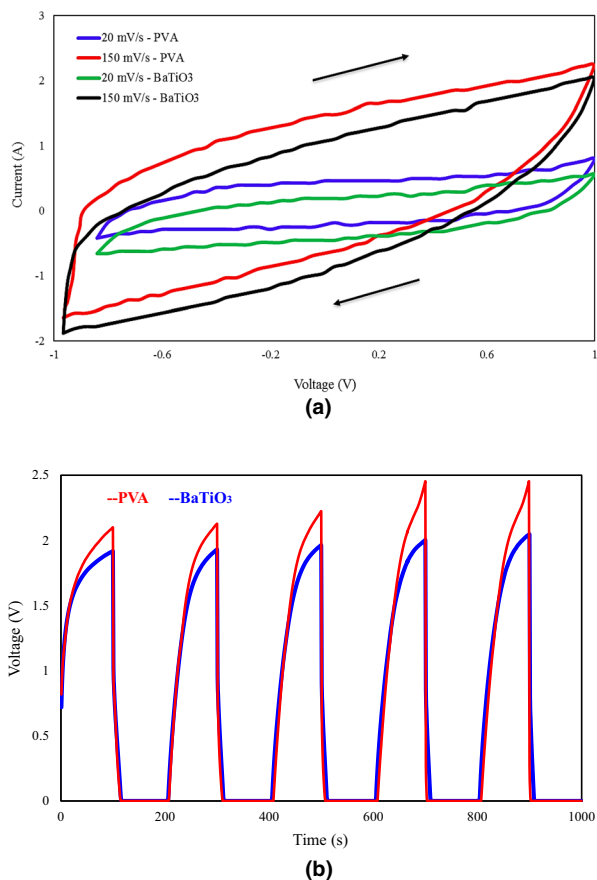 3
20 mV/s - PVA
150 mV/s - PVA
20 mV/s - BaTiO3
150 mV/s - BaTiO3
2
1
0
-1
-2
Current (A)
-1 -0.6 -0.2 0.2 0.6 1
Voltage (V)
(a)
2.5
--PVA --BaTiO3
2
1.5
1
0.5
0
Voltage (V)
0 200 400 600 800 1000
Time (s)
(b)